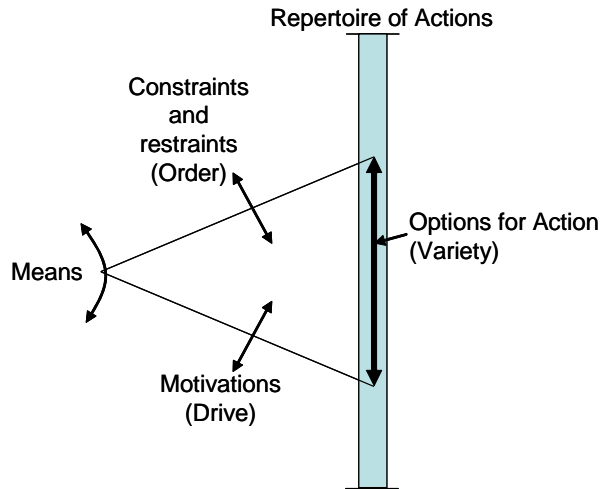 Repertoire of Actions
Constraints
and
restraints
(Order)
Options for Action
(Variety)
Means
Motivations
(Drive)